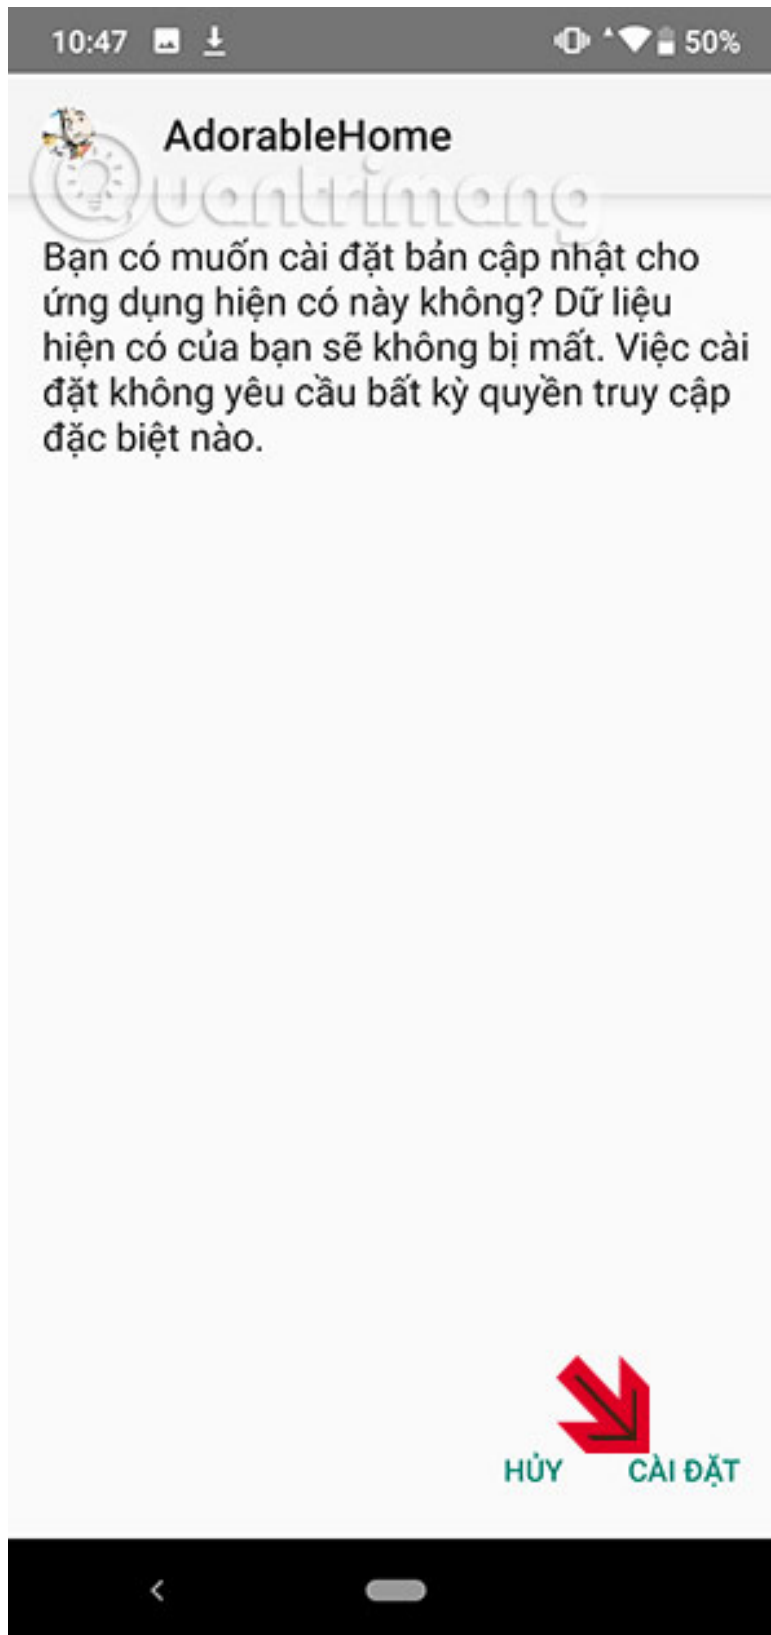 10:47
50%
AdorableHome
Quantrimang
Bạn có muốn cài đặt bản cập nhật cho
ứng dụng hiện có này không? Dữ liệu
hiện có của bạn sẽ không bị mất. Việc cài
đặt không yêu cầu bất kỳ quyền truy cập
đặc biệt nào.
HỦY
CÀI ĐẶT